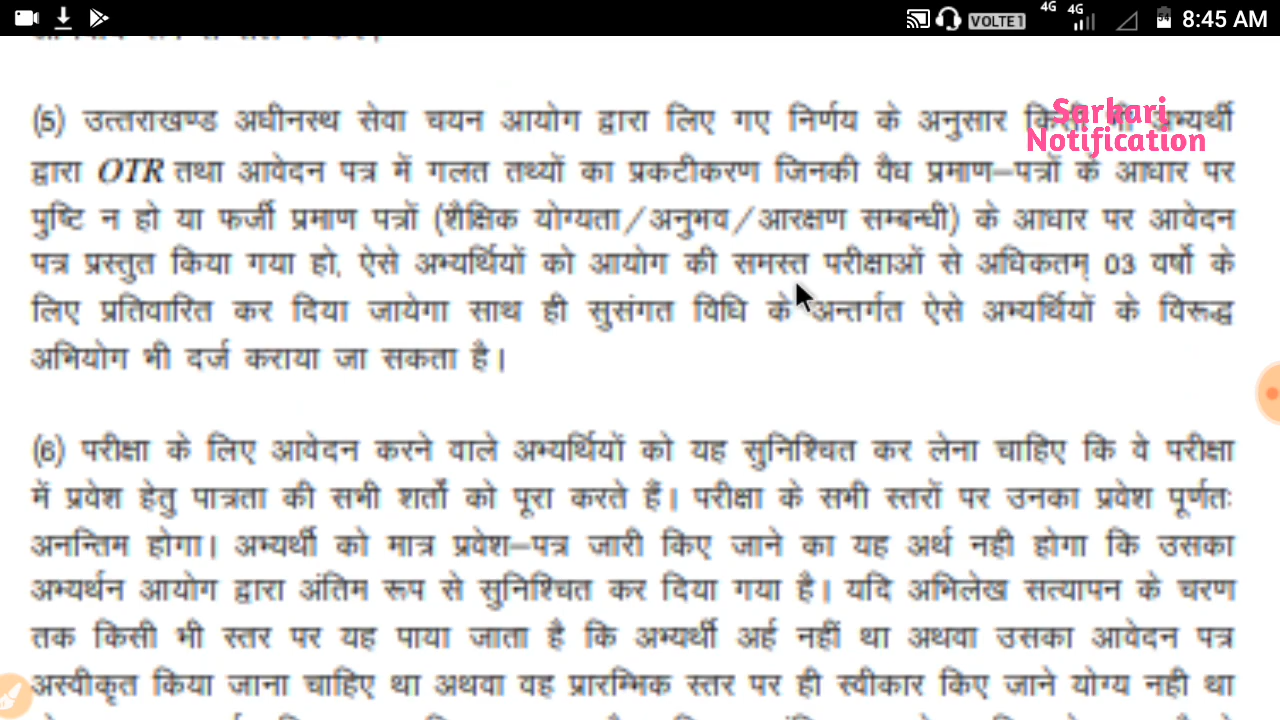 VOLTE1 4G 4G 8:45 AM
Sarkari
Notification
(5) उत्तराखण्ड अधीनस्थ सेवा चयन आयोग द्वारा लिए गए निर्णय के अनुसार किसी भी अभ्यर्थी
द्वारा OTR तथा आवेदन पत्र में गलत तथ्यों का प्रकटीकरण जिनकी वैध प्रमाण–पत्रों के आधार पर
पुष्टि न हो या फर्जी प्रमाण पत्रों (शैक्षिक योग्यता/अनुभव/आरक्षण सम्बन्धी) के आधार पर आवेदन
पत्र प्रस्तुत किया गया हो, ऐसे अभ्यर्थियों को आयोग की समस्त परीक्षाओं से अधिकतम् 03 वर्षो के
लिए प्रतिवारित कर दिया जायेगा साथ ही सुसंगत विधि के अन्तर्गत ऐसे अभ्यर्थियों के विरूद्ध
अभियोग भी दर्ज कराया जा सकता है।
(6) परीक्षा के लिए आवेदन करने वाले अभ्यर्थियों को यह सुनिश्चित कर लेना चाहिए कि वे परीक्षा
में प्रवेश हेतु पात्रता की सभी शर्तों को पूरा करते हैं। परीक्षा के सभी स्तरों पर उनका प्रवेश पूर्णतः
अनन्तिम होगा। अभ्यर्थी को मात्र प्रवेश–पत्र जारी किए जाने का यह अर्थ नही होगा कि उसका
अभ्यर्थन आयोग द्वारा अंतिम रूप से सुनिश्चित कर दिया गया है। यदि अभिलेख सत्यापन के चरण
तक किसी भी स्तर पर यह पाया जाता है कि अभ्यर्थी अर्ह नहीं था अथवा उसका आवेदन पत्र
अस्वीकृत किया जाना चाहिए था अथवा वह प्रारम्भिक स्तर पर ही स्वीकार किए जाने योग्य नही था